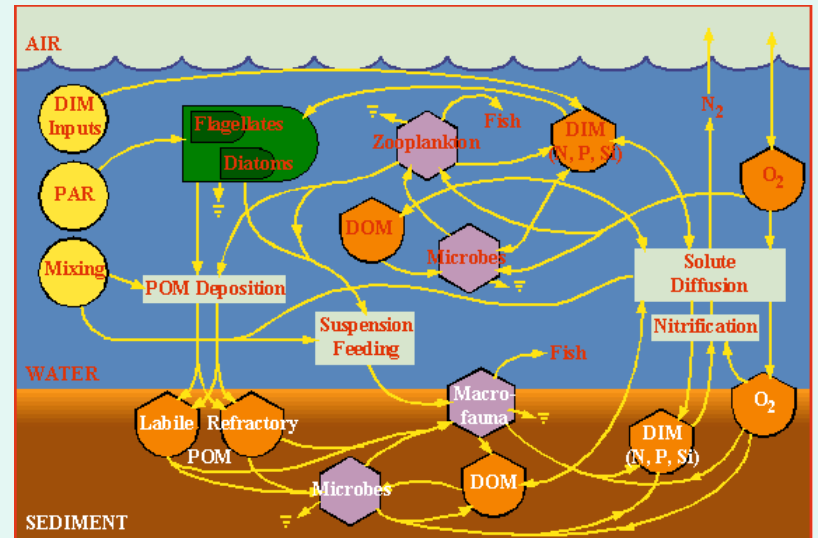 AIR
DIM
Inputs
Flagellates
Diatoms
Zooplankion
Fish
DIM
(N, P, Si)
N2
O2
PAR
DOM
Microbes
Mixing
POM Deposition
Solute
Diffusion
Suspension
Feeding
Nitrification
WATER
Fish
Labile
Refractory
POM
Macro-
fauna
O2
DIM
(N, P, Si)
Microbes
DOM
SEDIMENT